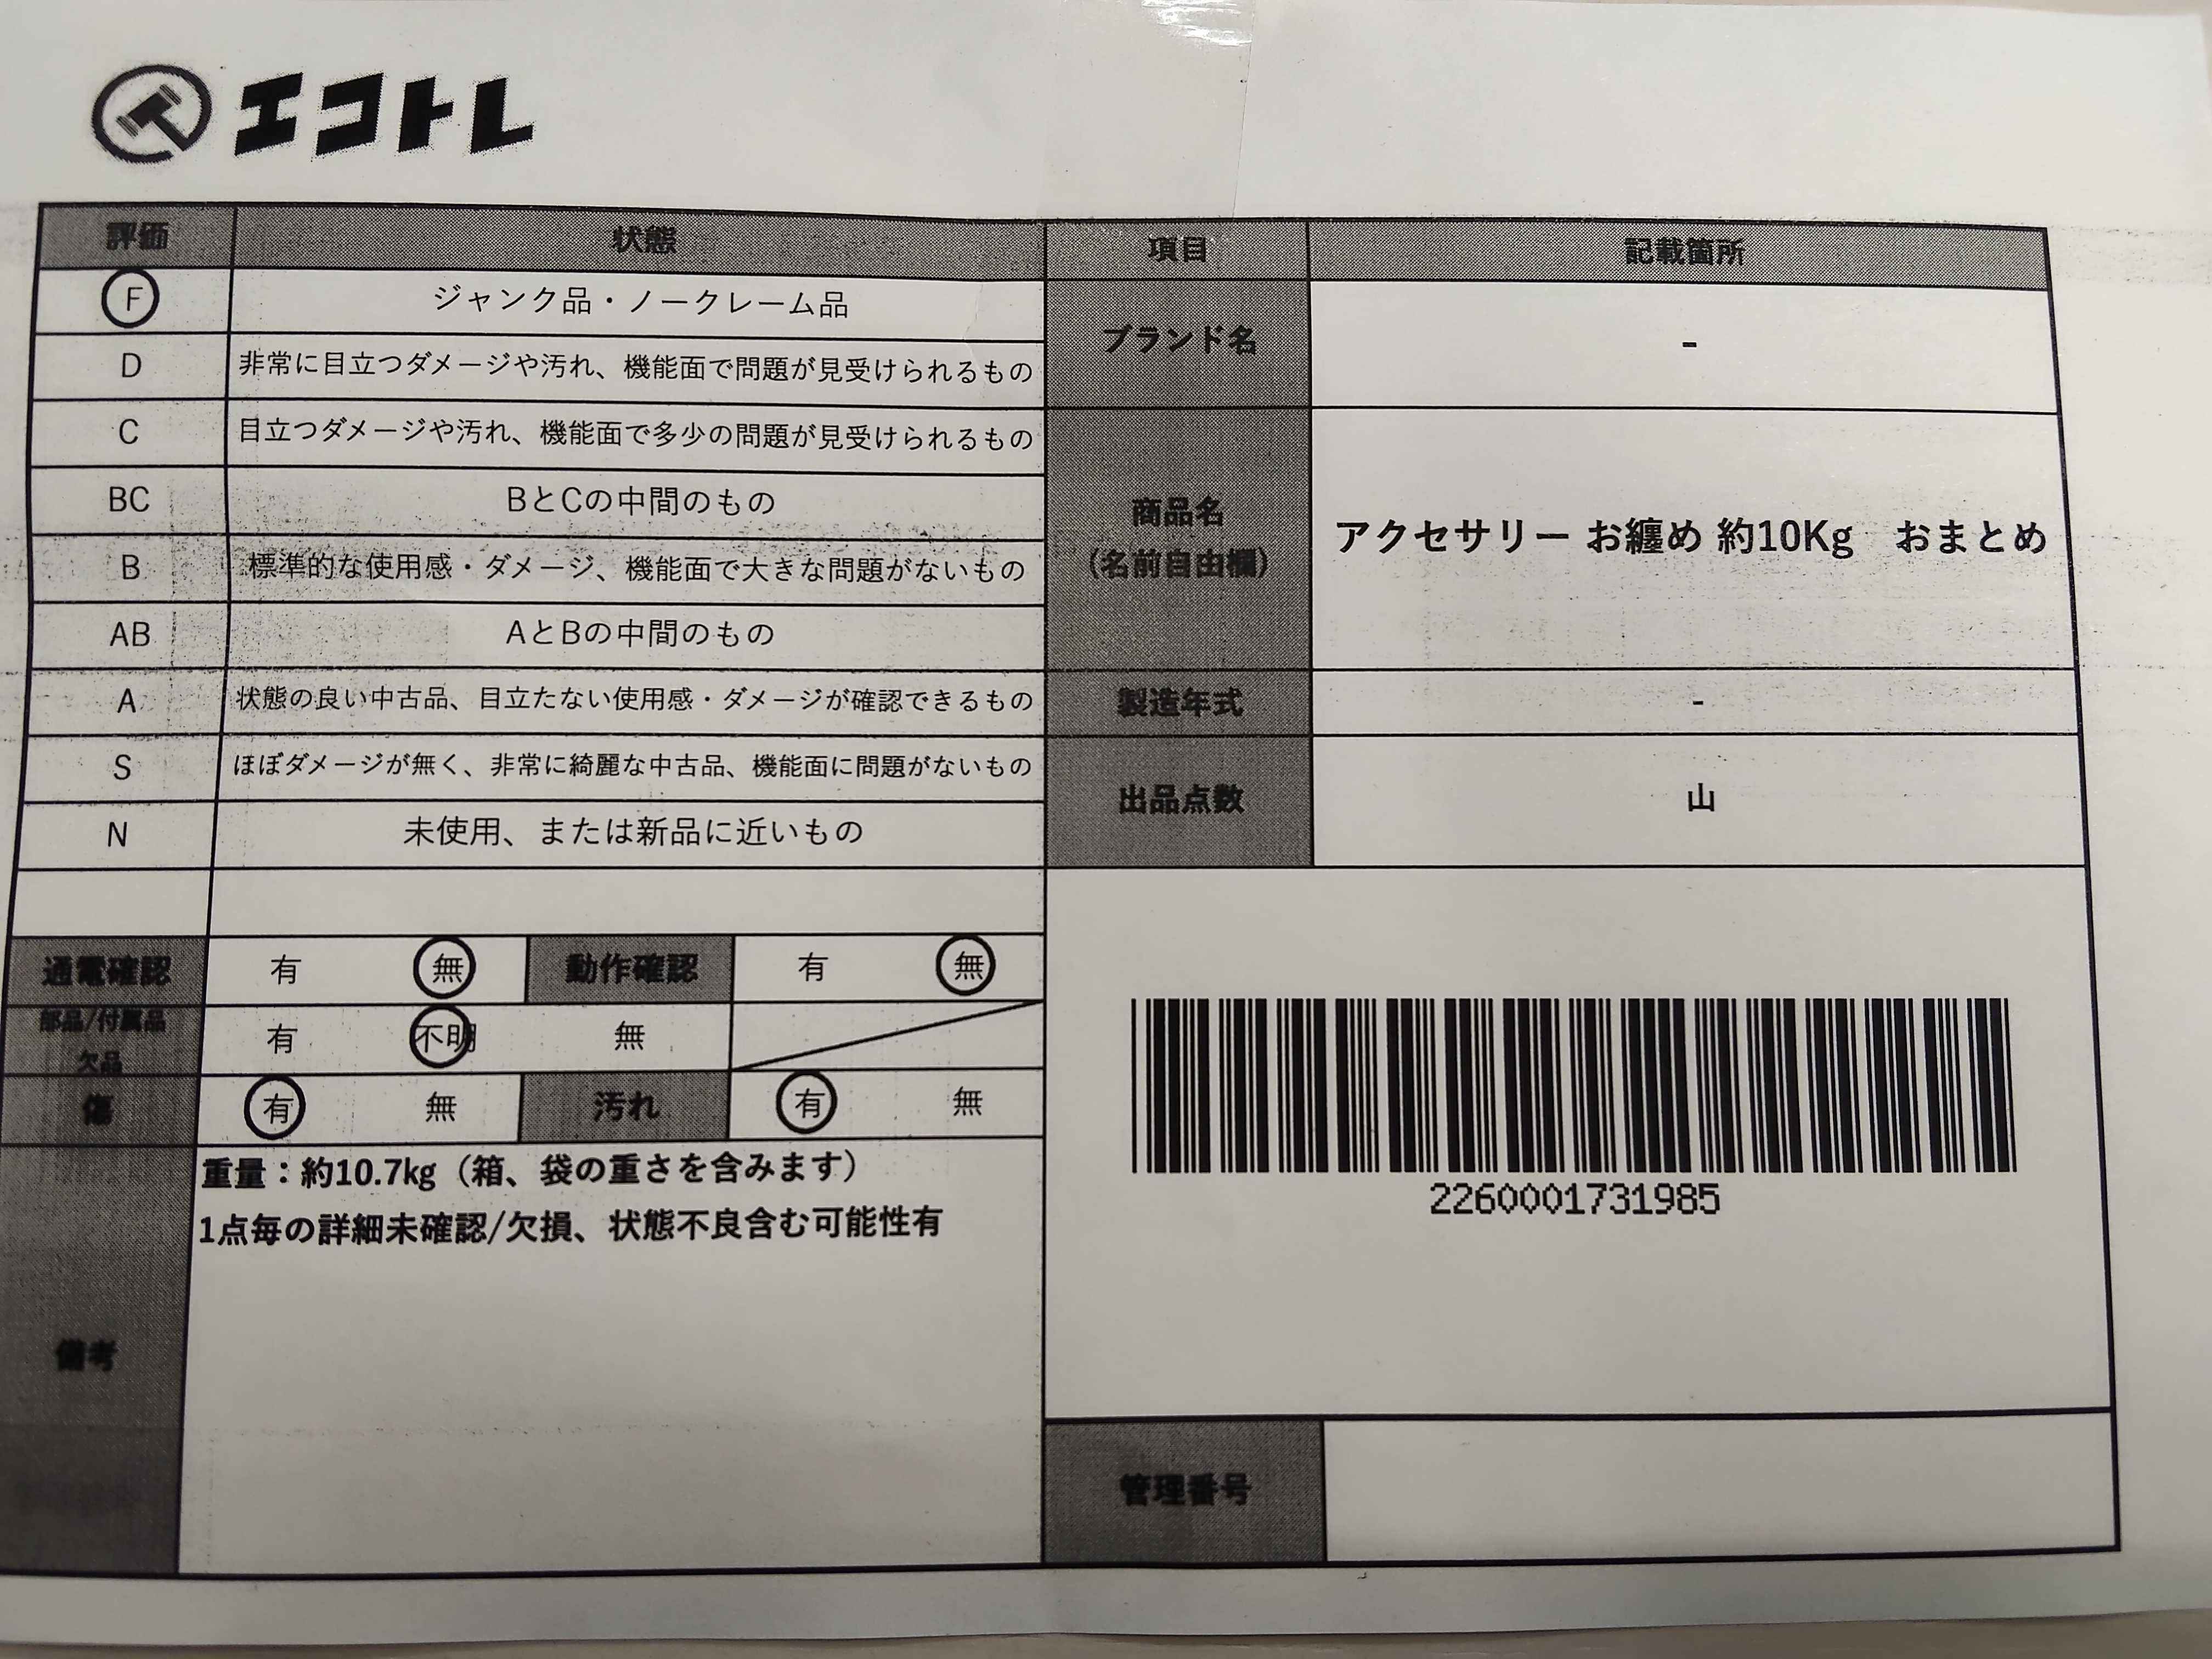 エコトレ
評価 状態
F ジャンク品・ノークレーム品
D 非常に目立つダメージや汚れ、機能面で問題が見受けられるもの
C 目立つダメージや汚れ、機能面で多少の問題が見受けられるもの
BC BとCの中間のもの
B 標準的な使用感・ダメージ、機能面で大きな問題がないもの
AB AとBの中間のもの
A 状態の良い中古品、目立たない使用感・ダメージが確認できるもの
S ほぼダメージが無く、非常に綺麗な中古品、機能面に問題がないもの
N 未使用、または新品に近いもの
通電確認 有 無 動作確認 有 無
部品/付属品
欠品
有 不明 無
傷 有 無 汚れ 有 無
備考
重量：約10.7kg（箱、袋の重さを含みます）
1点毎の詳細未確認/欠損、状態不良含む可能性有
項目 記載箇所
ブランド名 -
商品名
（名前自由欄）
アクセサリー お纏め 約10Kg　おまとめ
製造年式 -
出品点数 山
2260001731985
管理番号